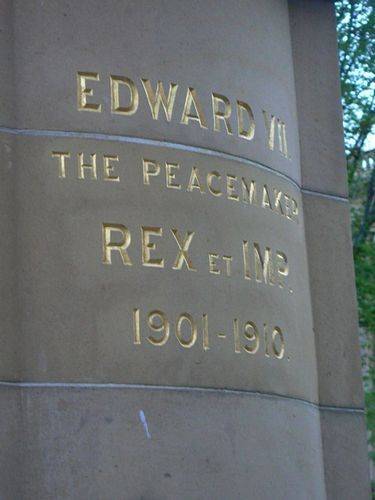 EDWARD VII.
THE PEACEMAKER
REX ET IMP.
1901-1910.